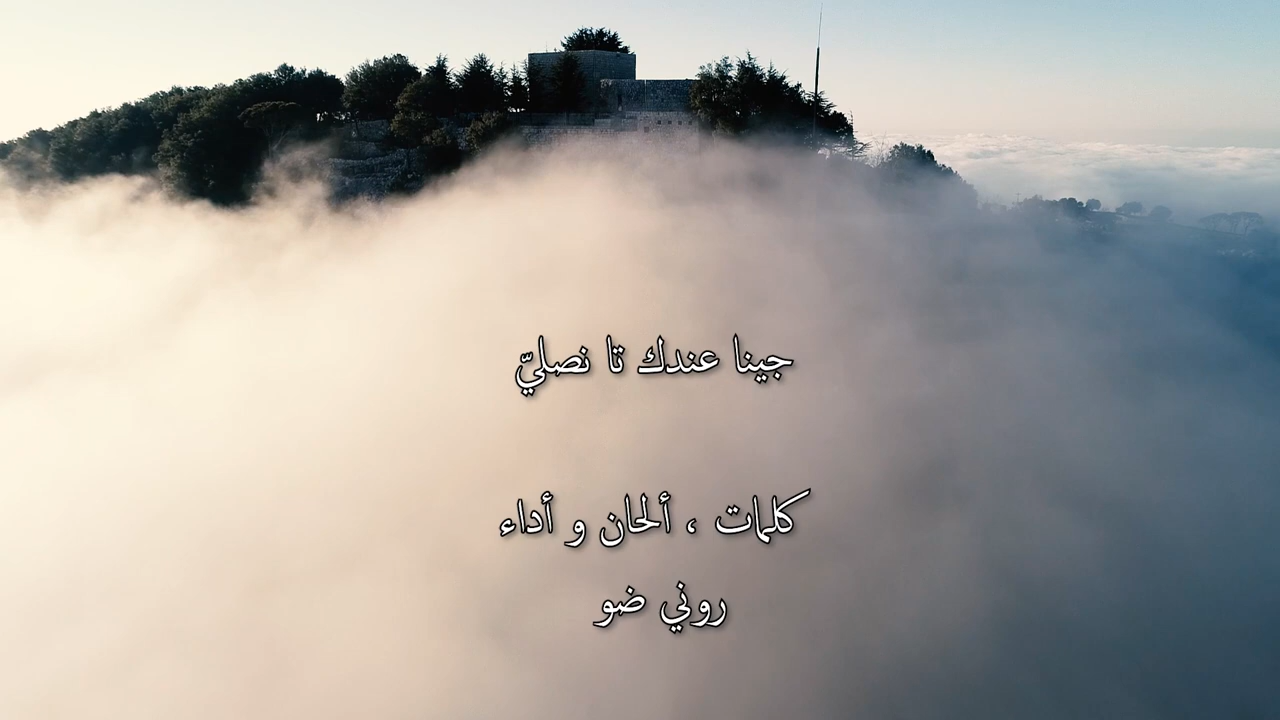 جينا عندك تا نصليّ
كلمات ، ألحان و أداء
روني ضو